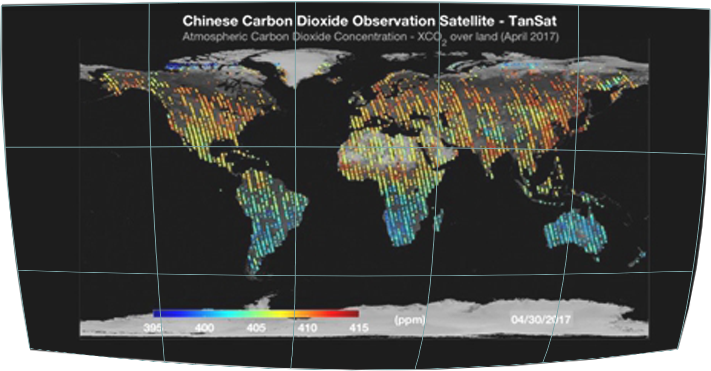 Chinese Carbon Dioxide Observation Satellite - TanSat
Atmospheric Carbon Dioxide Concentration - XCO2 over land (April 2017)
395 400 405 410 415 (ppm) 04/30/2017